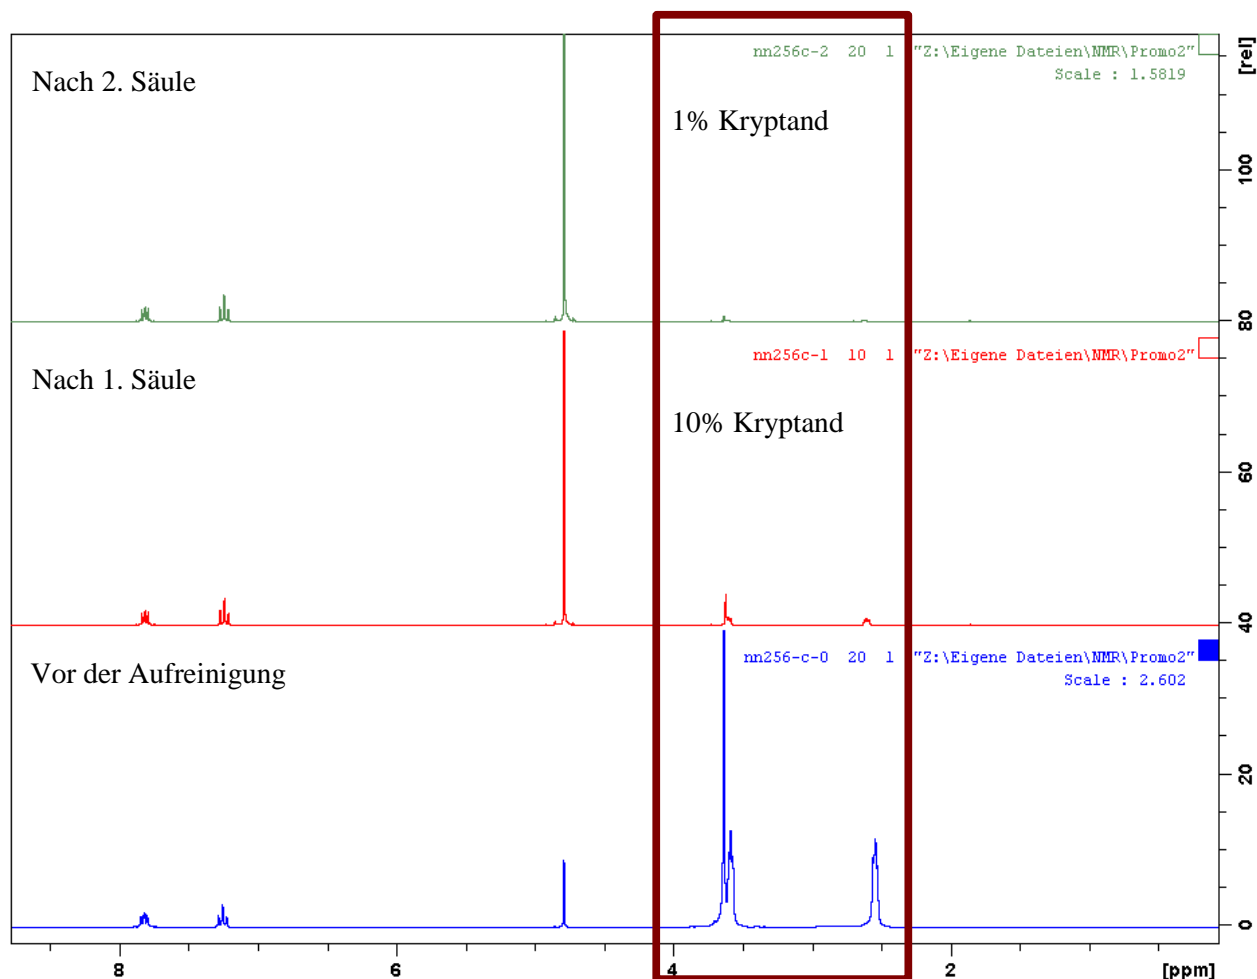 nn256c-2 20 1 "Z:\Eigene Dateien\NMR\Promo2"
Scale : 1.5819
Nach 2. Säule
1% Kryptand
nn256c-1 10 1 "Z:\Eigene Dateien\NMR\Promo2"
Nach 1. Säule
10% Kryptand
nn256-c-0 20 1 "Z:\Eigene Dateien\NMR\Promo2"
Scale : 2.602
Vor der Aufreinigung
[rel]
100
80
60
40
20
0
8
6
4
2
[ppm]